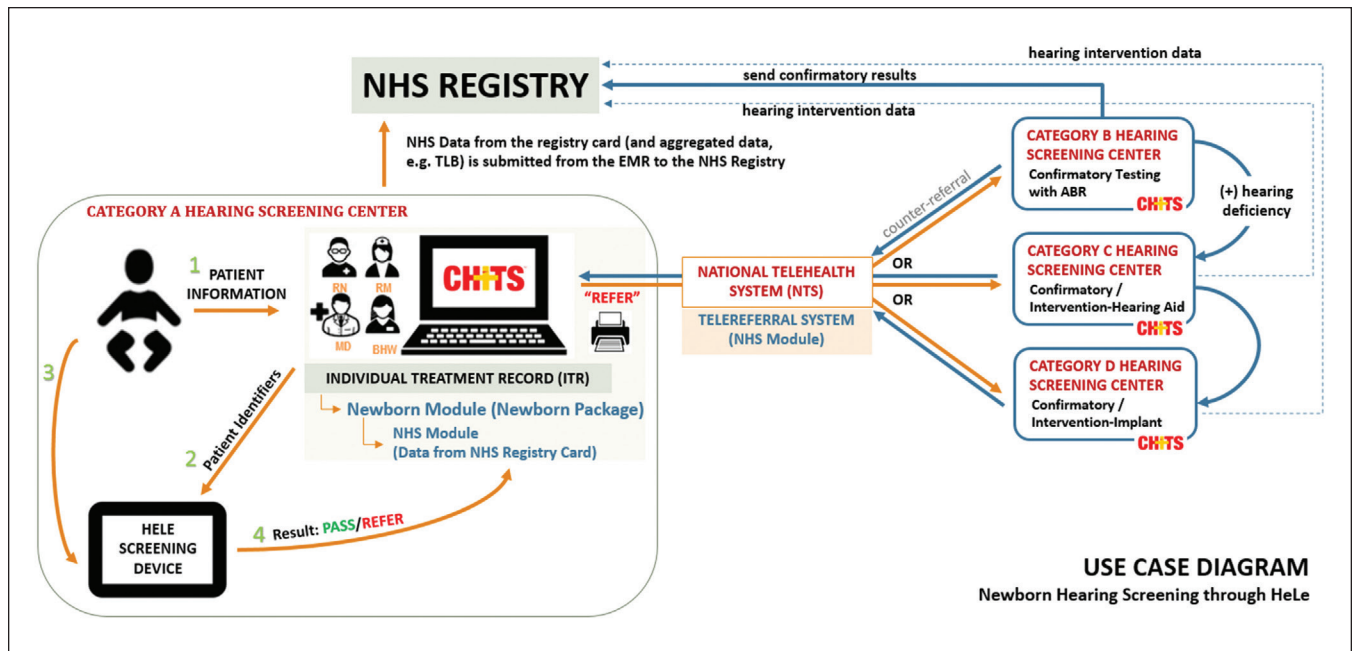 hearing intervention data
NHS REGISTRY
send confirmatory results
hearing intervention data
NHS Data from the registry card (and aggregated data,
e.g. TLB) is submitted from the EMR to the NHS Registry
CATEGORY A HEARING SCREENING CENTER
1 PATIENT
INFORMATION
RN
RM
MD
BHW
CHITS
"REFER"
INDIVIDUAL TREATMENT RECORD (ITR)
Newborn Module (Newborn Package)
NHS Module
(Data from NHS Registry Card)
2 Patient Identifiers
3
HELE
SCREENING
DEVICE
4 Result: PASS/REFER
NATIONAL TELEHEALTH
SYSTEM (NTS)
TELEREFERRAL SYSTEM
(NHS Module)
counter-referral
OR
OR
CATEGORY B HEARING
SCREENING CENTER
Confirmatory Testing
with ABR
CHITS
(+) hearing
deficiency
CATEGORY C HEARING
SCREENING CENTER
Confirmatory /
Intervention-Hearing Aid
CHITS
CATEGORY D HEARING
SCREENING CENTER
Confirmatory /
Intervention-Implant
CHITS
USE CASE DIAGRAM
Newborn Hearing Screening through HeLe